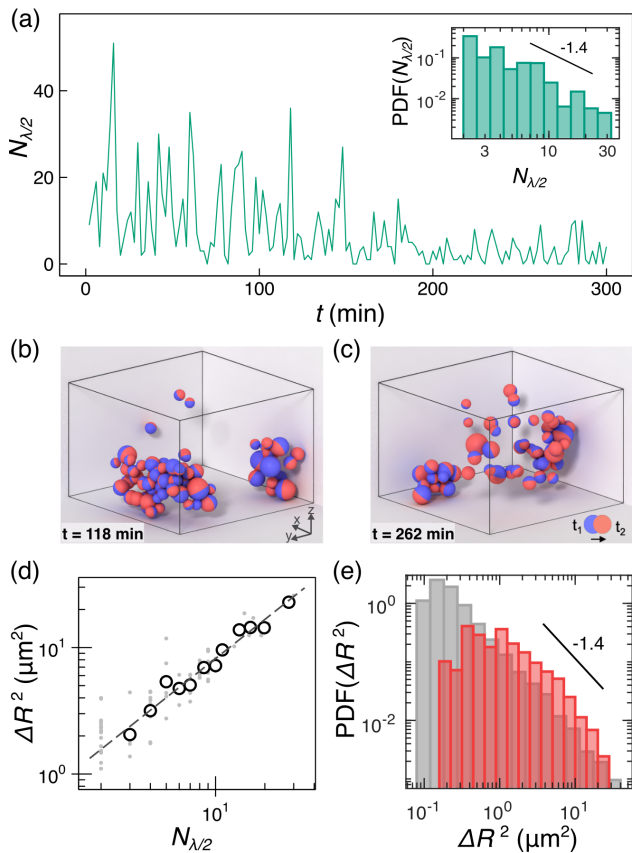 (a)
N_{λ/2}
40
20
0
0
100
200
300
t (min)
PDF(N_{λ/2})
10^{-1}
10^{-2}
-1.4
3
10
30
N_{λ/2}
(b)
t = 118 min
x
y
z
(c)
t = 262 min
t_1
t_2
(d)
ΔR^2 (μm^2)
10^1
10^0
10^1
N_{λ/2}
(e)
PDF(ΔR^2)
10^0
10^{-2}
-1.4
10^{-1}
10^0
10^1
ΔR^2 (μm^2)